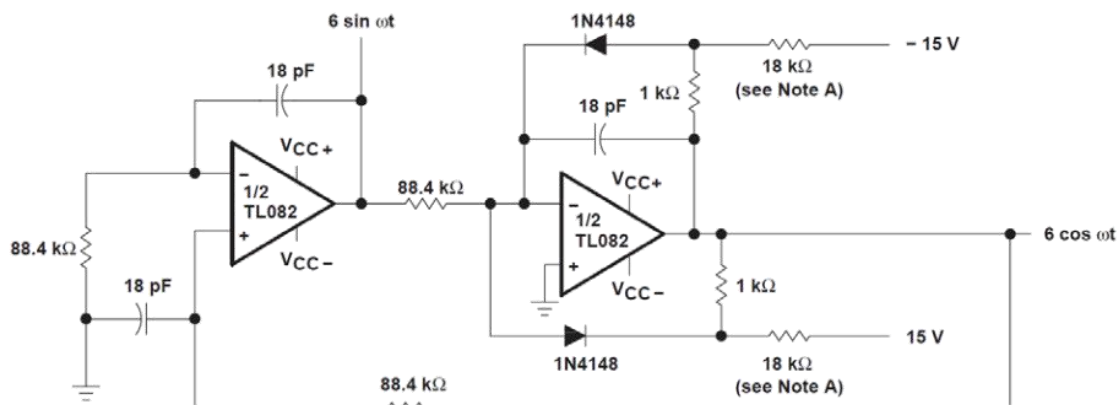 6 sin ωt
1N4148
− 15 V
18 kΩ
(see Note A)
18 pF
1 kΩ
18 pF
VCC+
−
1/2
TL082
+
VCC−
88.4 kΩ
88.4 kΩ
18 pF
VCC+
−
1/2
TL082
+
VCC−
6 cos ωt
1 kΩ
15 V
1N4148
18 kΩ
(see Note A)
88.4 kΩ